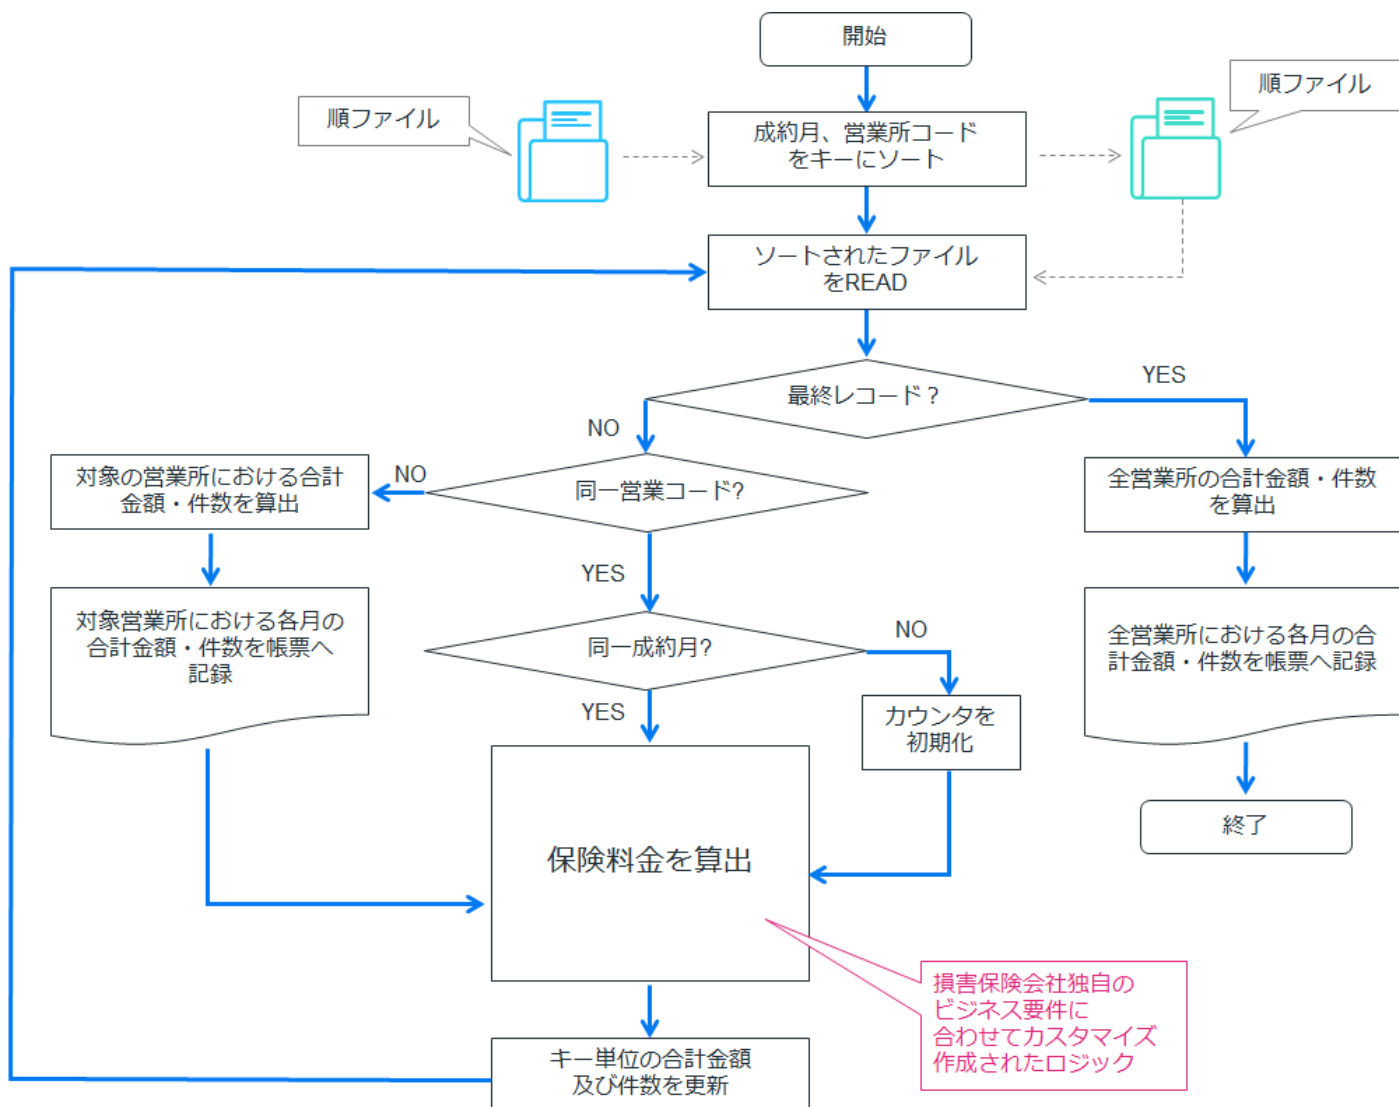 開始
順ファイル
順ファイル
成約月、営業所コード
をキーにソート
ソートされたファイル
をREAD
最終レコード？
YES
NO
対象の営業所における合計
金額・件数を算出
NO
同一営業コード?
全営業所の合計金額・件数
を算出
YES
対象営業所における各月の
合計金額・件数を帳票へ
記録
同一成約月?
NO
全営業所における各月の合
計金額・件数を帳票へ記録
YES
カウンタを
初期化
終了
保険料金を算出
損害保険会社独自の
ビジネス要件に
合わせてカスタマイズ
作成されたロジック
キー単位の合計金額
及び件数を更新